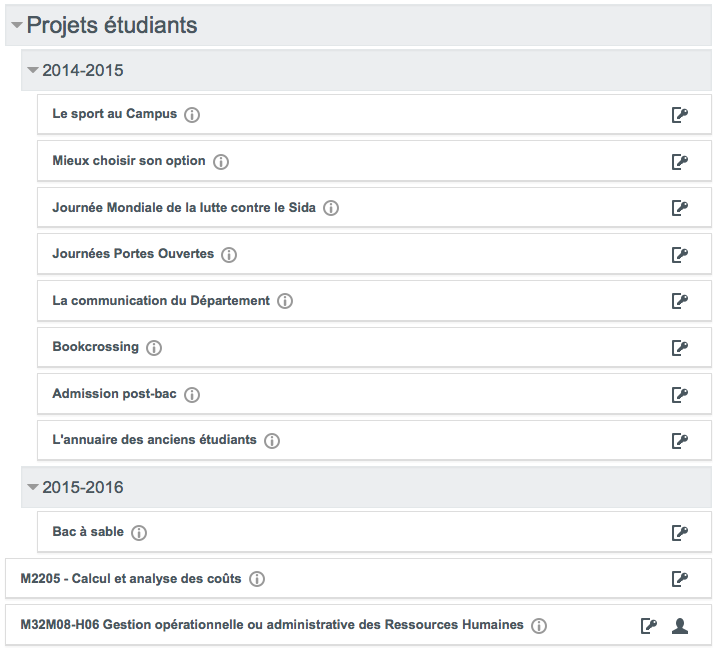 Projets étudiants
2014-2015
Le sport au Campus
Mieux choisir son option
Journée Mondiale de la lutte contre le Sida
Journées Portes Ouvertes
La communication du Département
Bookcrossing
Admission post-bac
L'annuaire des anciens étudiants
2015-2016
Bac à sable
M2205 - Calcul et analyse des coûts
M32M08-H06 Gestion opérationnelle ou administrative des Ressources Humaines